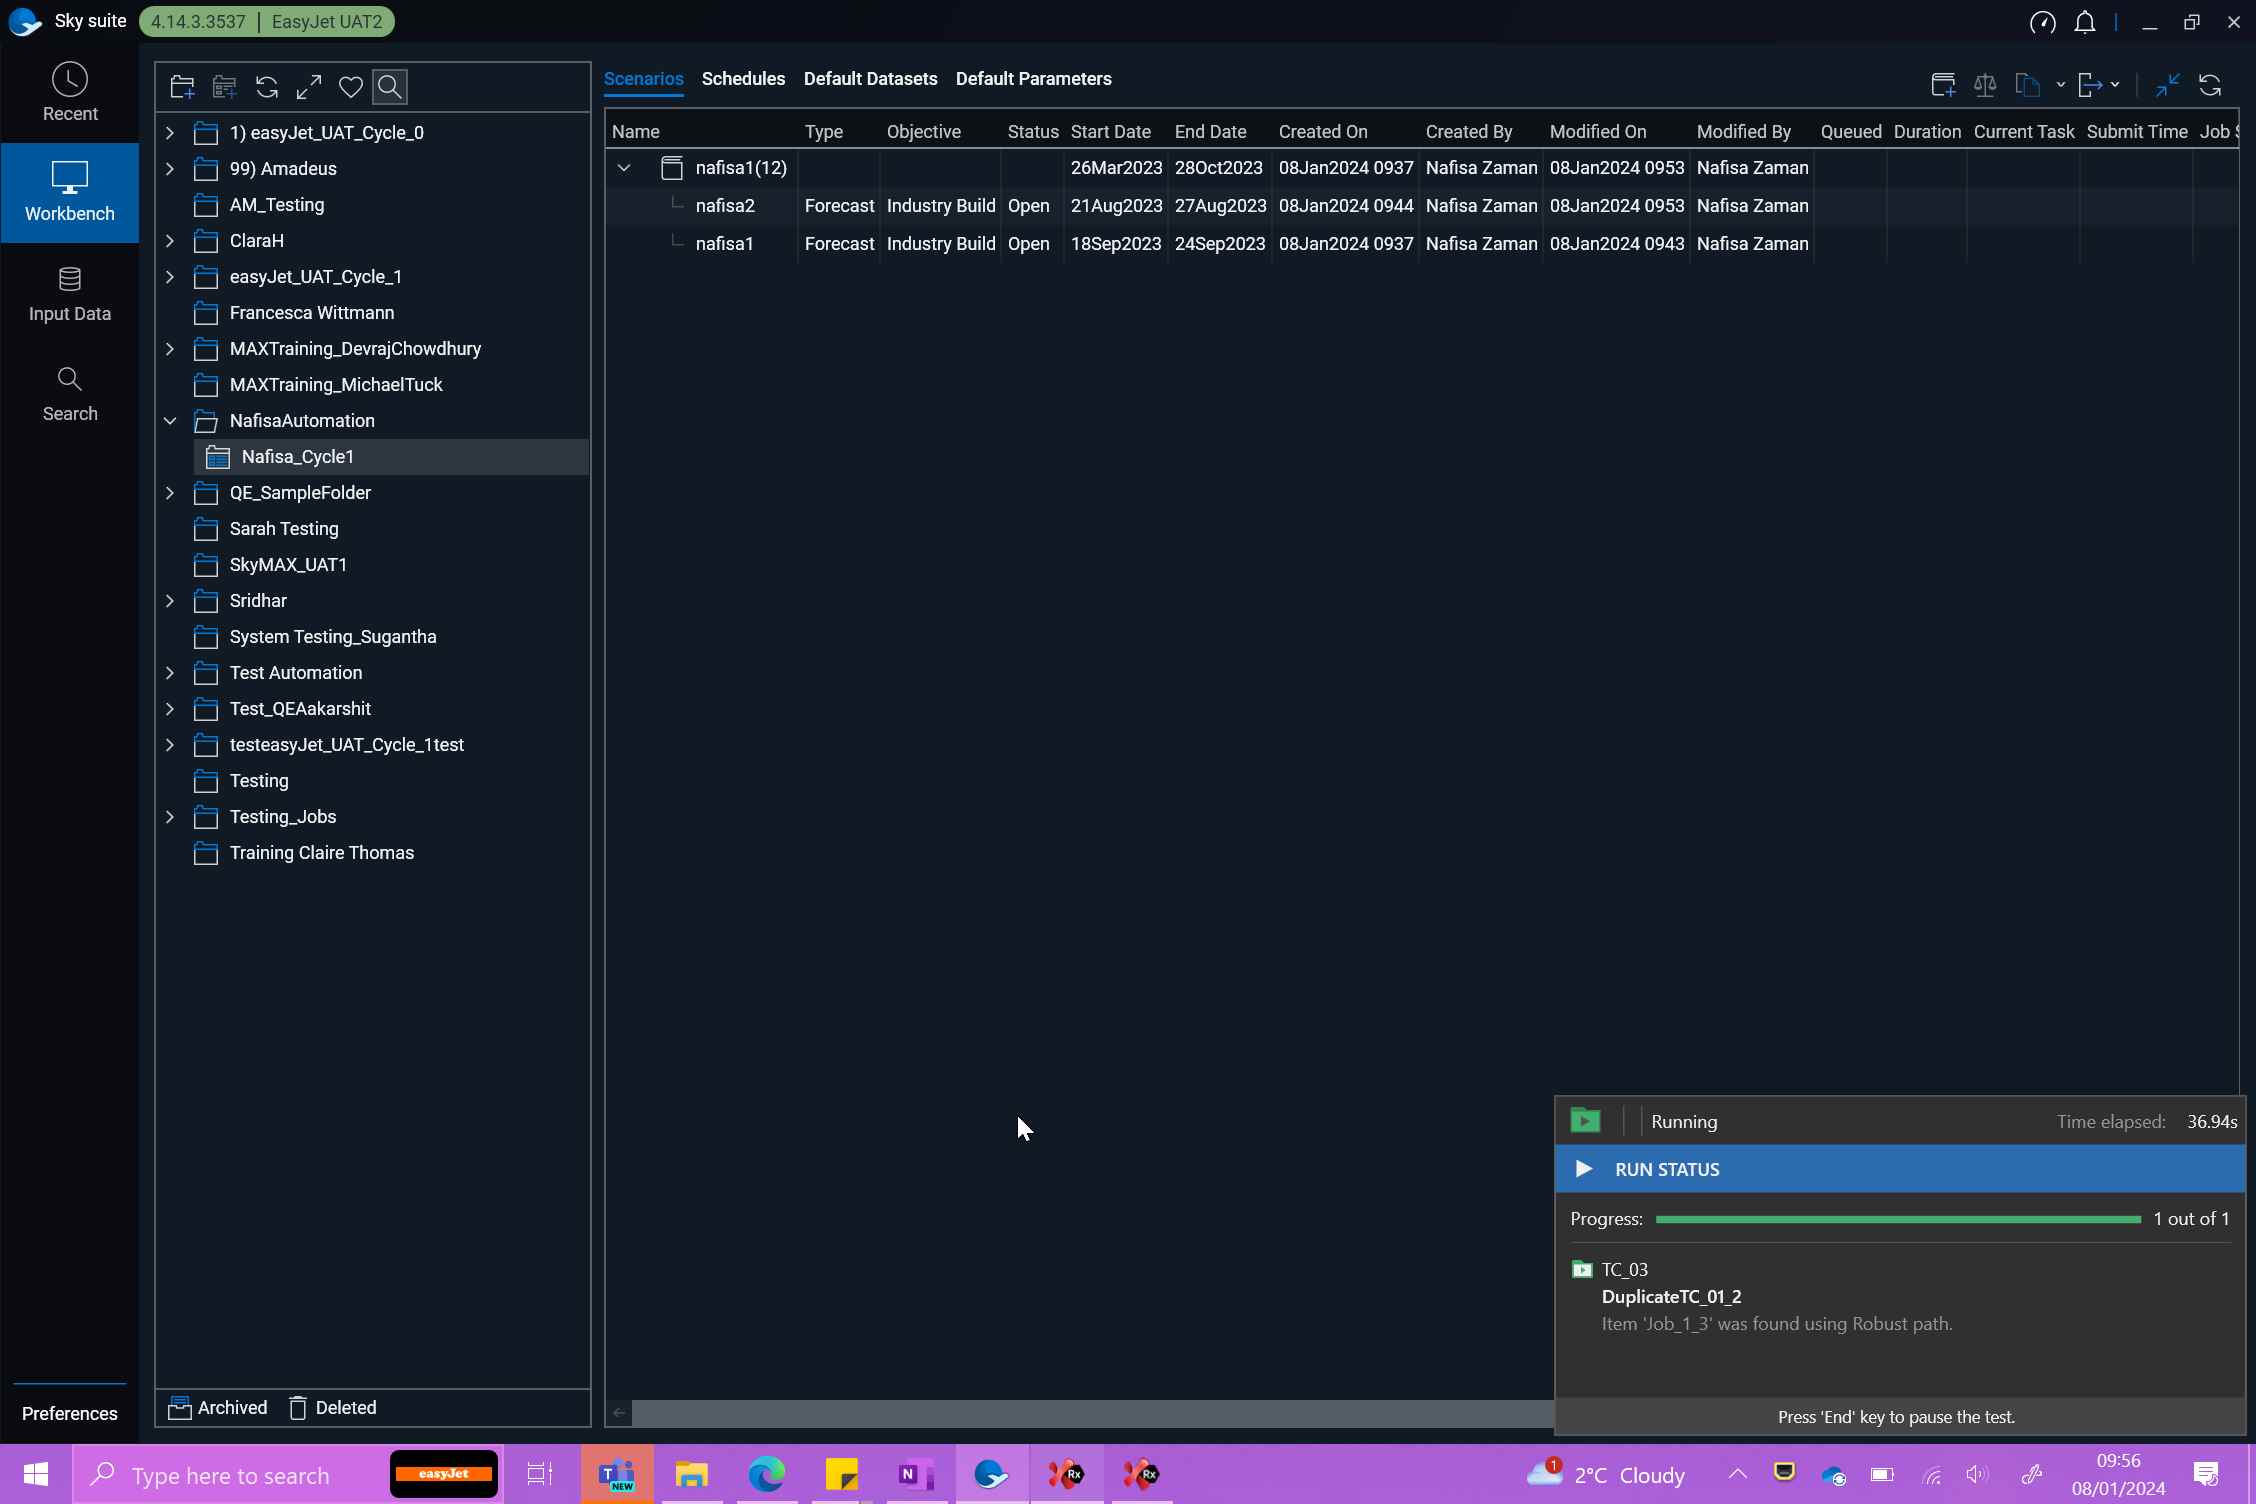 Sky suite 4.14.3.3537 | EasyJet UAT2
Recent
Workbench
Input Data
Search
Preferences
1) easyJet_UAT_Cycle_0
99) Amadeus
AM_Testing
ClaraH
easyJet_UAT_Cycle_1
Francesca Wittmann
MAXTraining_DevrajChowdhury
MAXTraining_MichaelTuck
NafisaAutomation
Nafisa_Cycle1
QE_SampleFolder
Sarah Testing
SkyMAX_UAT1
Sridhar
System Testing_Sugantha
Test Automation
Test_QEAakarshit
testeasyJet_UAT_Cycle_1test
Testing
Testing_Jobs
Training Claire Thomas
Archived Deleted
Scenarios Schedules Default Datasets Default Parameters
Name Type Objective Status Start Date End Date Created On Created By Modified On Modified By Queued Duration Current Task Submit Time Job
nafisa1(12) 26Mar2023 28Oct2023 08Jan2024 0937 Nafisa Zaman 08Jan2024 0953 Nafisa Zaman
nafisa2 Forecast Industry Build Open 21Aug2023 27Aug2023 08Jan2024 0944 Nafisa Zaman 08Jan2024 0953 Nafisa Zaman
nafisa1 Forecast Industry Build Open 18Sep2023 24Sep2023 08Jan2024 0937 Nafisa Zaman 08Jan2024 0943 Nafisa Zaman
Running Time elapsed: 36.94s
RUN STATUS
Progress: 1 out of 1
TC_03
DuplicateTC_01_2
Item 'Job_1_3' was found using Robust path.
Press 'End' key to pause the test.
Type here to search easyJet
T NEW N Rx Rx
1 2°C Cloudy
09:56
08/01/2024